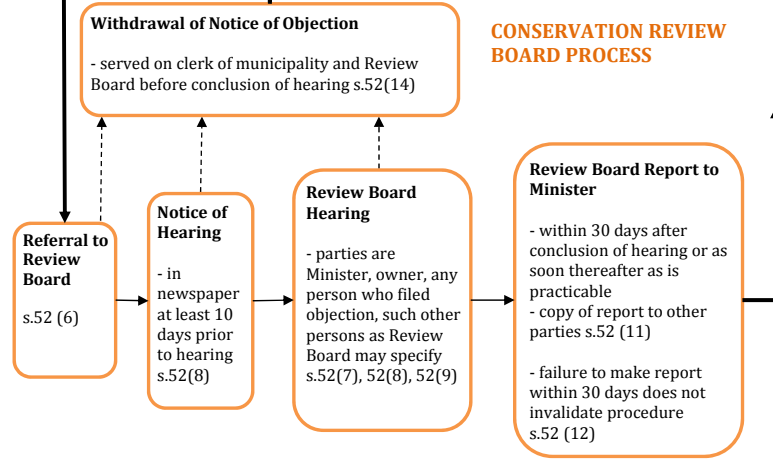 Withdrawal of Notice of Objection
- served on clerk of municipality and Review
Board before conclusion of hearing s.52(14)
CONSERVATION REVIEW
BOARD PROCESS
Referral to
Review
Board
s.52 (6)
Notice of
Hearing
- in
newspaper
at least 10
days prior
to hearing
s.52(8)
Review Board
Hearing
- parties are
Minister, owner, any
person who filed
objection, such other
persons as Review
Board may specify
s.52(7), 52(8), 52(9)
Review Board Report to
Minister
- within 30 days after
conclusion of hearing or as
soon thereafter as is
practicable
- copy of report to other
parties s.52 (11)
- failure to make report
within 30 days does not
invalidate procedure
s.52 (12)